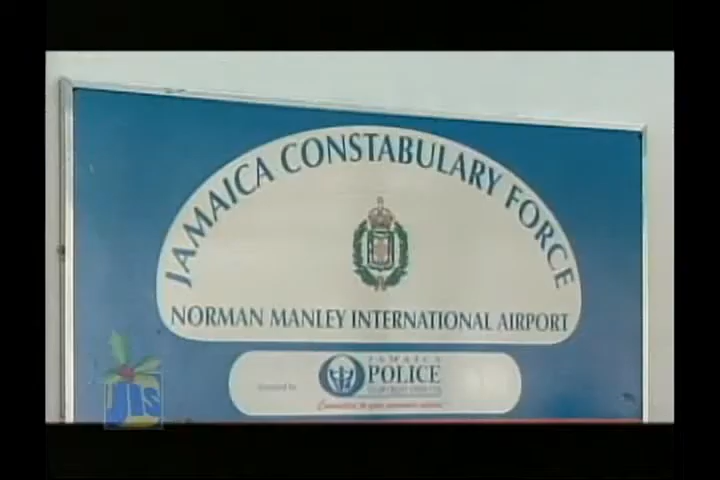 JAMAICA CONSTABULARY FORCE
NORMAN MANLEY INTERNATIONAL AIRPORT
JAMAICA
POLICE
JIS